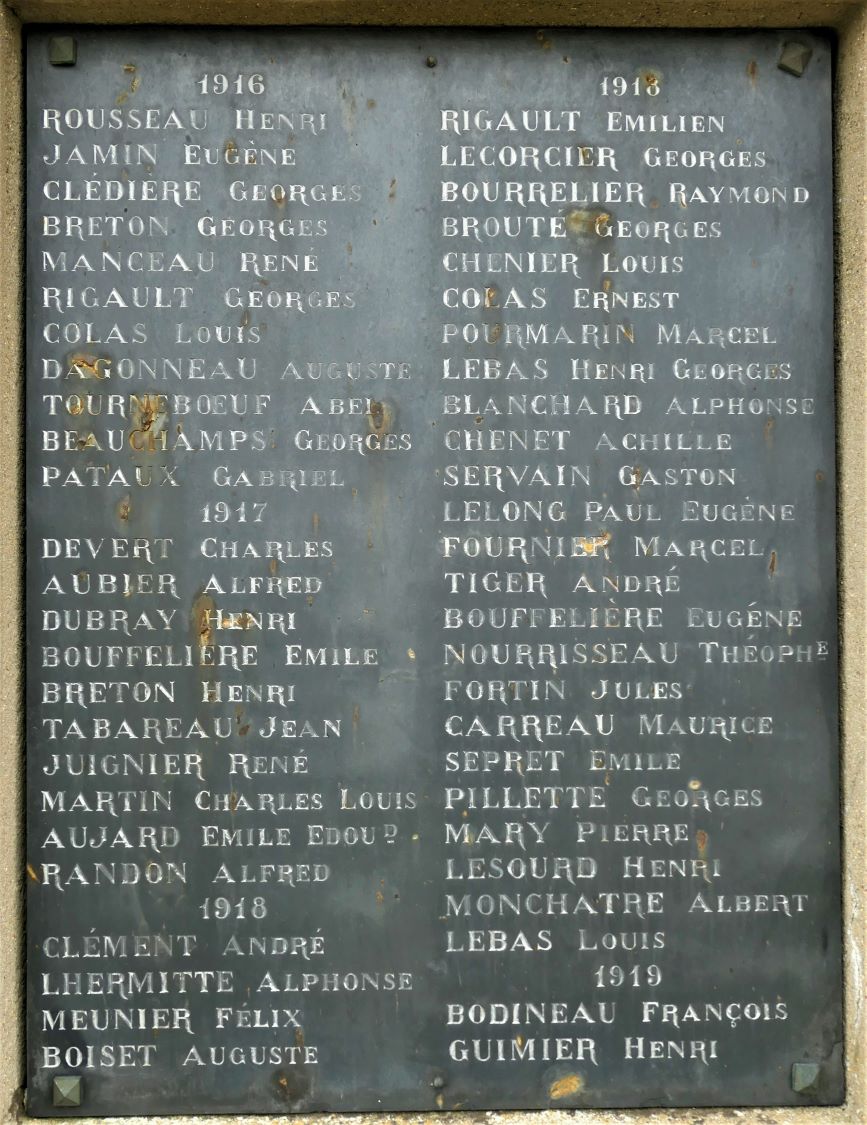 1916
ROUSSEAU HENRI
JAMIN EUGÈNE
CLÉDIÈRE GEORGES
BRETON GEORGES
MANCEAU RENÉ
RIGAULT GEORGES
COLAS LOUIS
DAGONNEAU AUGUSTE
TOURNEBOEUF ABEL
BEAUCHAMPS GEORGES
PATAUX GABRIEL
1917
DEVERT CHARLES
AUBIER ALFRED
DUBRAY HENRI
BOUFFELIÈRE EMILE
BRETON HENRI
TABAREAU JEAN
JUIGNIER RENÉ
MARTIN CHARLES LOUIS
AUJARD EMILE EDOUD
RANDON ALFRED
1918
CLÉMENT ANDRÉ
LHERMITTE ALPHONSE
MEUNIER FÉLIX
BOISET AUGUSTE
1918
RIGAULT EMILIEN
LECORCIER GEORGES
BOURRELIER RAYMOND
BROUTÉ GEORGES
CHENIER LOUIS
COLAS ERNEST
POURMARIN MARCEL
LEBAS HENRI GEORGES
BLANCHARD ALPHONSE
CHENET ACHILLE
SERVAIN GASTON
LELONG PAUL EUGÈNE
FOURNIER MARCEL
TIGER ANDRÉ
BOUFFELIÈRE EUGÉNE
NOURRISSEAU THÉOPHE
FORTIN JULES
CARREAU MAURICE
SEPRET EMILE
PILLETTE GEORGES
MARY PIERRE
LESOURD HENRI
MONCHATRE ALBERT
LEBAS LOUIS
1919
BODINEAU FRANÇOIS
GUIMIER HENRI